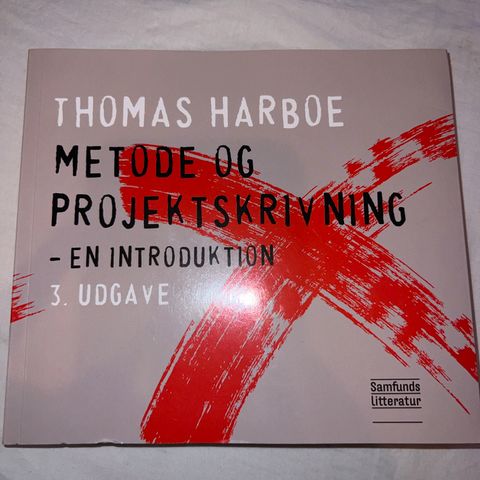 THOMAS HARBOE
METODE OG
PROJEKTSKRIVNING
– EN INTRODUKTION
3. UDGAVE
Samfunds
litteratur